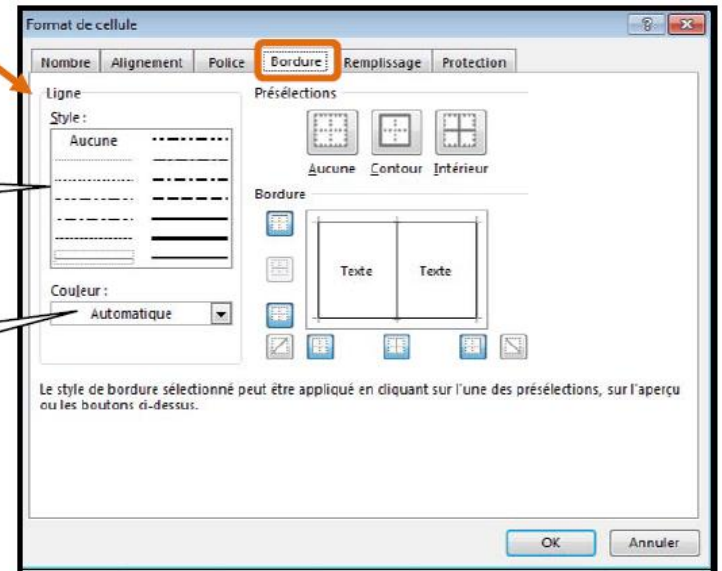 Format de cellule
Nombre Alignement Police Bordure Remplissage Protection
Ligne
Style :
Aucune
Couleur :
Automatique
Présélections
Aucune Contour Intérieur
Bordure
Texte Texte
Le style de bordure sélectionné peut être appliqué en cliquant sur l'une des présélections, sur l'aperçu
ou les boutons ci-dessus.
OK Annuler